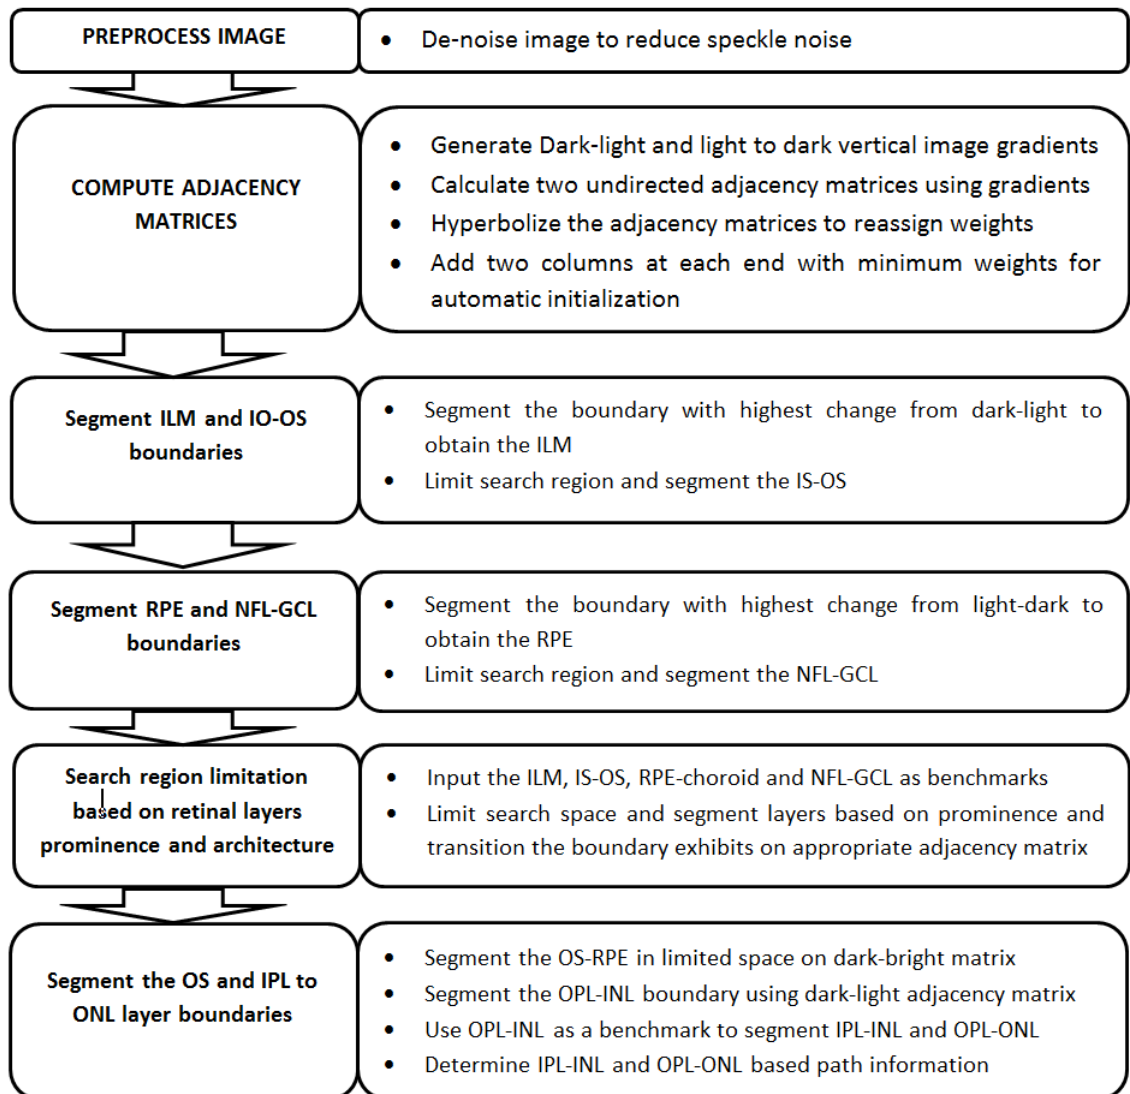 PREPROCESS IMAGE
• De-noise image to reduce speckle noise
COMPUTE ADJACENCY
MATRICES
• Generate Dark-light and light to dark vertical image gradients
• Calculate two undirected adjacency matrices using gradients
• Hyperbolize the adjacency matrices to reassign weights
• Add two columns at each end with minimum weights for
automatic initialization
Segment ILM and IO-OS
boundaries
• Segment the boundary with highest change from dark-light to
obtain the ILM
• Limit search region and segment the IS-OS
Segment RPE and NFL-GCL
boundaries
• Segment the boundary with highest change from light-dark to
obtain the RPE
• Limit search region and segment the NFL-GCL
Search region limitation
based on retinal layers
prominence and architecture
• Input the ILM, IS-OS, RPE-choroid and NFL-GCL as benchmarks
• Limit search space and segment layers based on prominence and
transition the boundary exhibits on appropriate adjacency matrix
Segment the OS and IPL to
ONL layer boundaries
• Segment the OS-RPE in limited space on dark-bright matrix
• Segment the OPL-INL boundary using dark-light adjacency matrix
• Use OPL-INL as a benchmark to segment IPL-INL and OPL-ONL
• Determine IPL-INL and OPL-ONL based path information